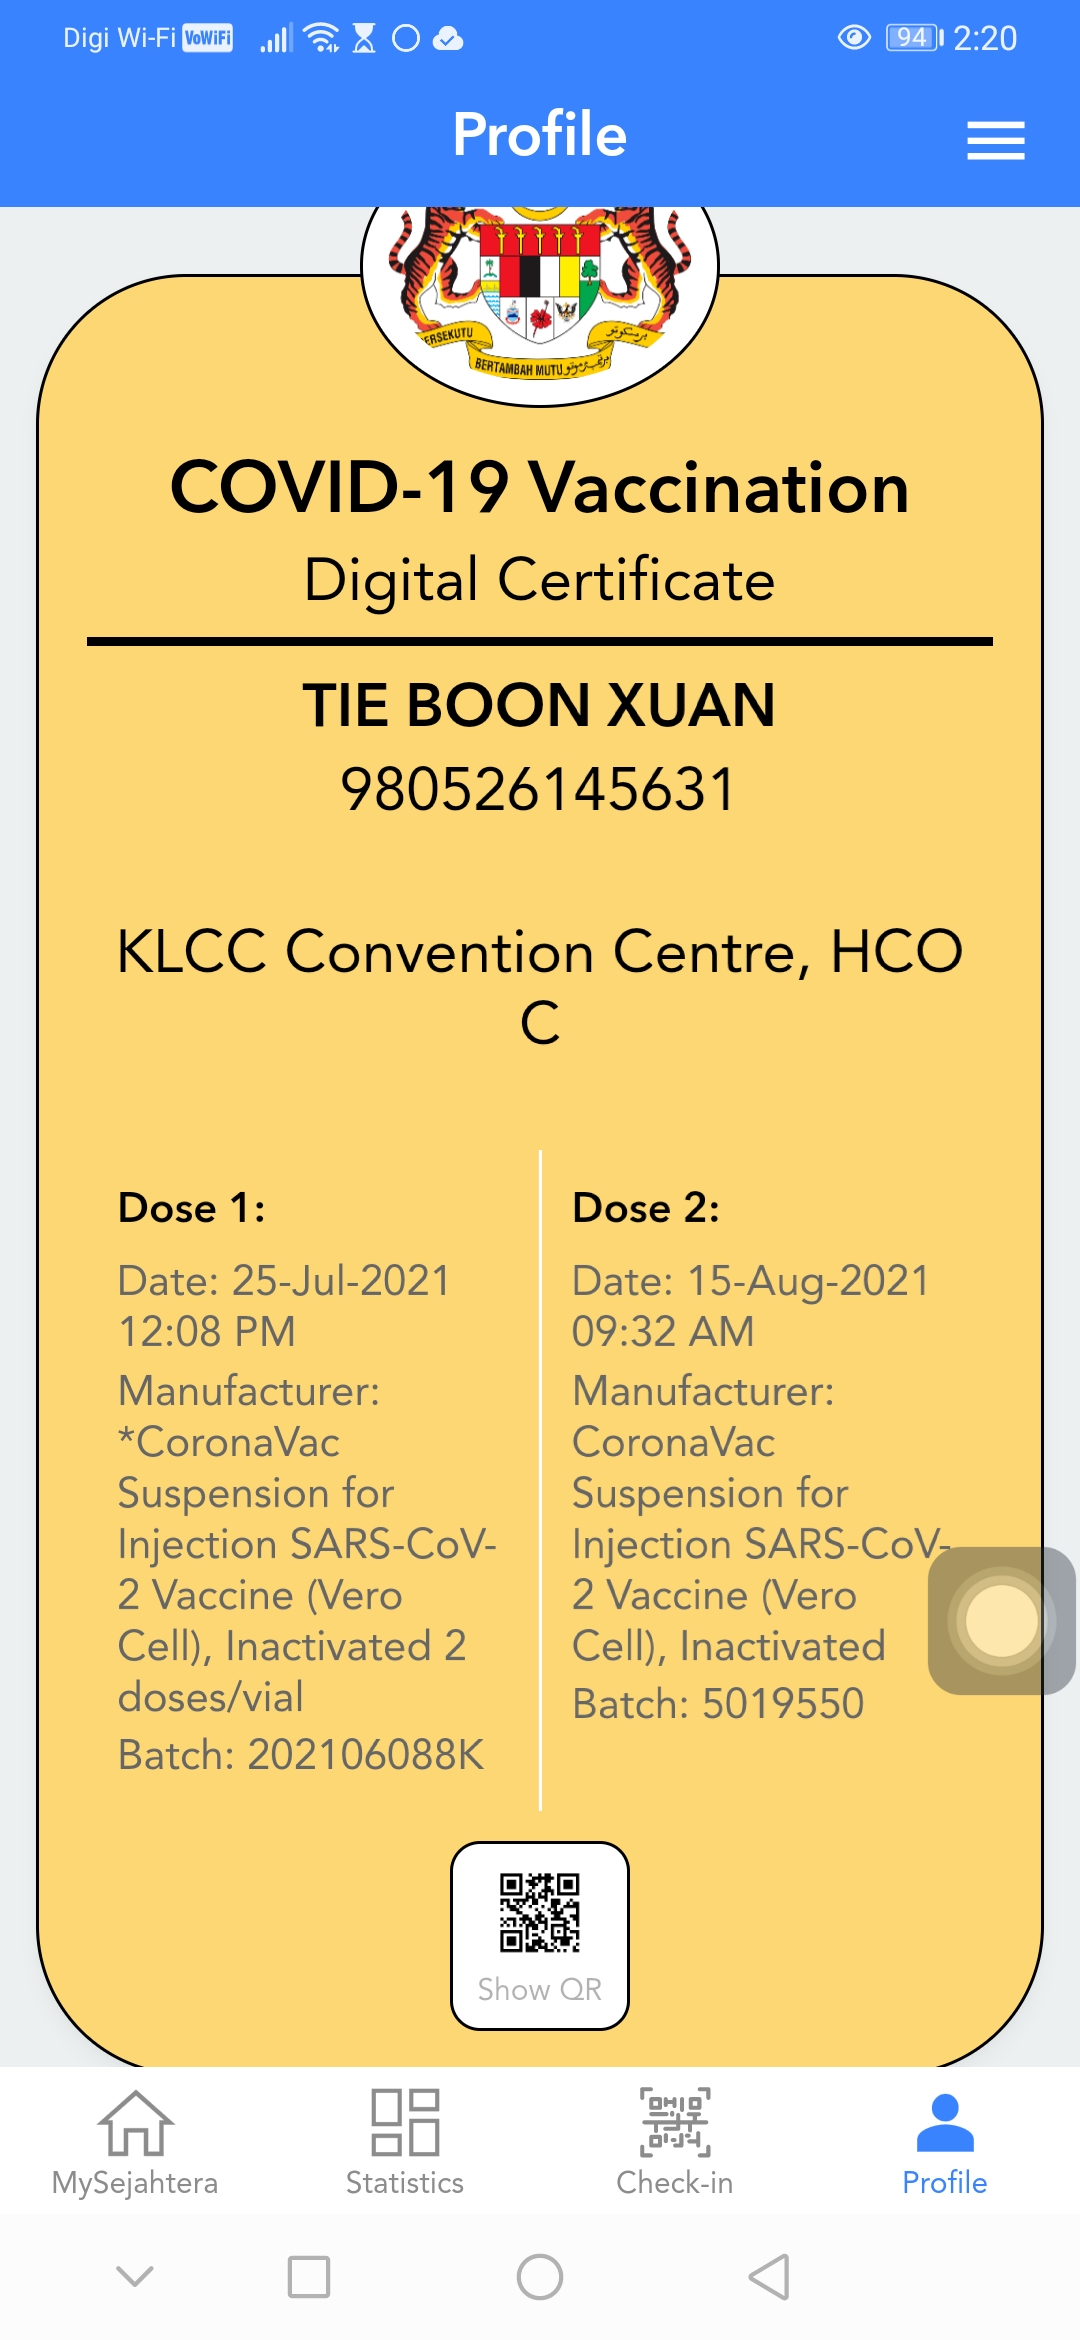 Digi Wi-Fi VoWiFi 94 2:20
Profile
ERSEKUTU برسكوتو
BERTAMBAH MUTU
COVID-19 Vaccination
Digital Certificate
TIE BOON XUAN
980526145631
KLCC Convention Centre, HCO
C
Dose 1:
Date: 25-Jul-2021
12:08 PM
Manufacturer:
*CoronaVac
Suspension for
Injection SARS-CoV-
2 Vaccine (Vero
Cell), Inactivated 2
doses/vial
Batch: 202106088K
Dose 2:
Date: 15-Aug-2021
09:32 AM
Manufacturer:
CoronaVac
Suspension for
Injection SARS-CoV-
2 Vaccine (Vero
Cell), Inactivated
Batch: 5019550
Show QR
MySejahtera
Statistics
Check-in
Profile